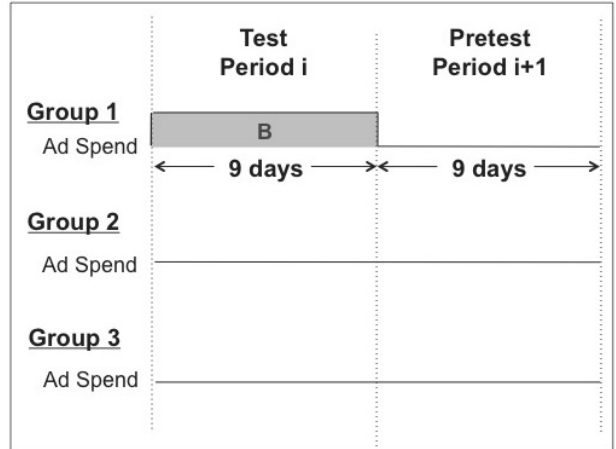 Test
Period i
Pretest
Period i+1
Group 1
Ad Spend
B
9 days
9 days
Group 2
Ad Spend
Group 3
Ad Spend